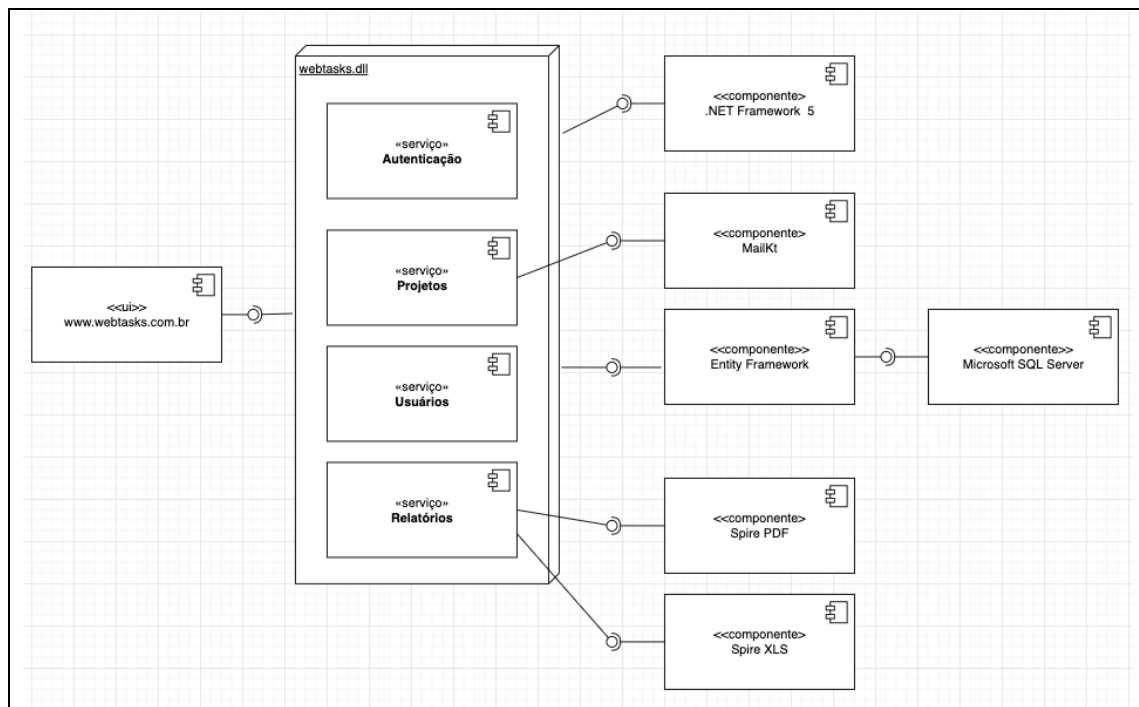 webtasks.dll
«serviço»
Autenticação
«serviço»
Projetos
«serviço»
Usuários
«serviço»
Relatórios
<<ui>>
www.webtasks.com.br
<<componente>
.NET Framework 5
<<componente>
MailKt
<<componente>>
Entity Framework
<<componente>>
Microsoft SQL Server
<<componente>
Spire PDF
<<componente>
Spire XLS